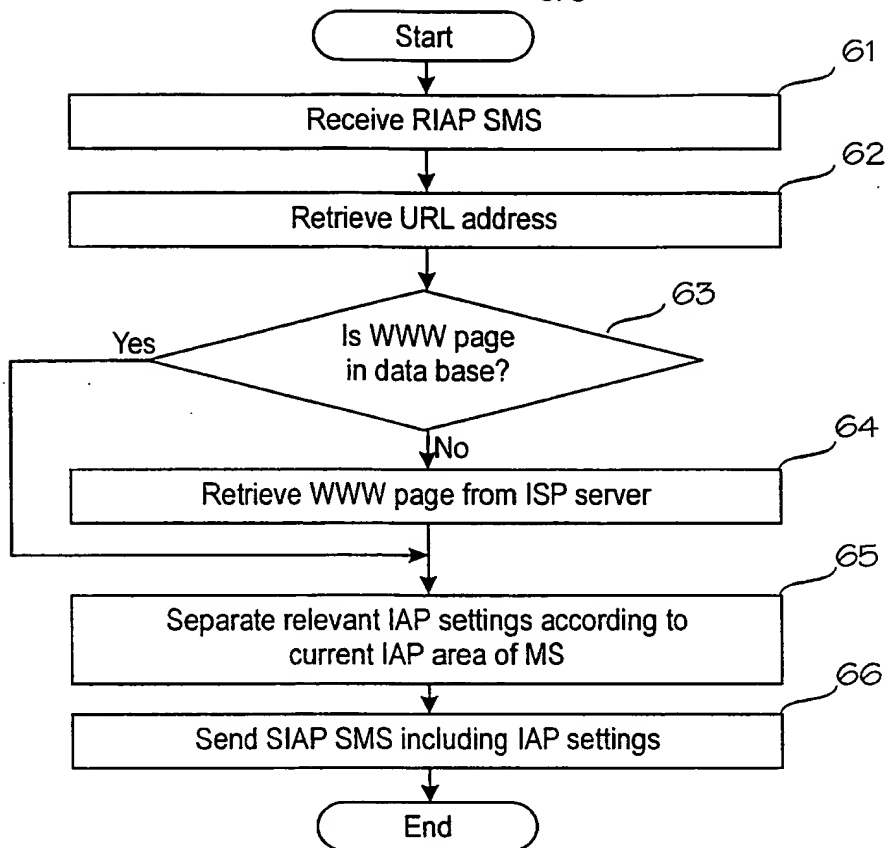 Start
61
Receive RIAP SMS
62
Retrieve URL address
63
Is WWW page
in data base?
Yes
No
64
Retrieve WWW page from ISP server
65
Separate relevant IAP settings according to
current IAP area of MS
66
Send SIAP SMS including IAP settings
End